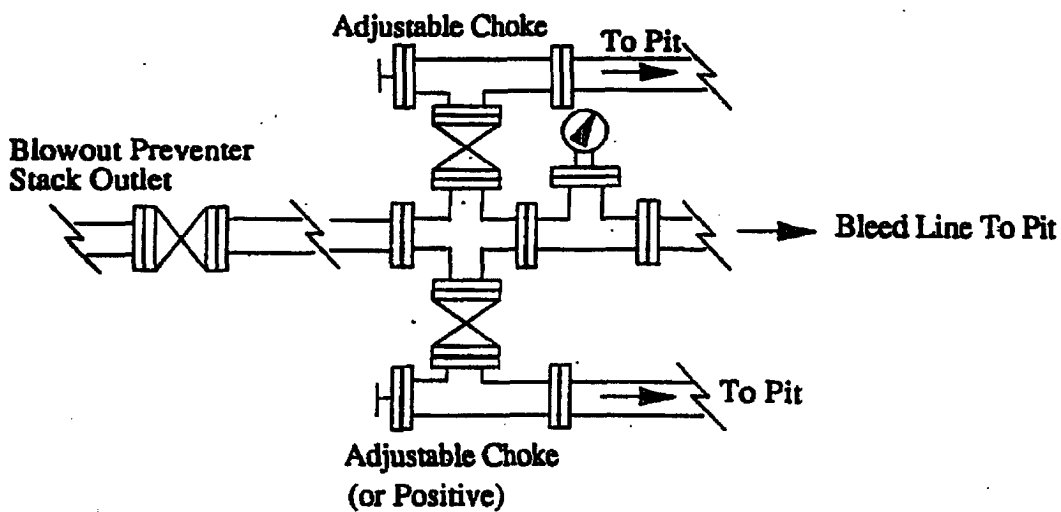 Adjustable Choke
To Pit
Blowout Preventer
Stack Outlet
Bleed Line To Pit
To Pit
Adjustable Choke
(or Positive)